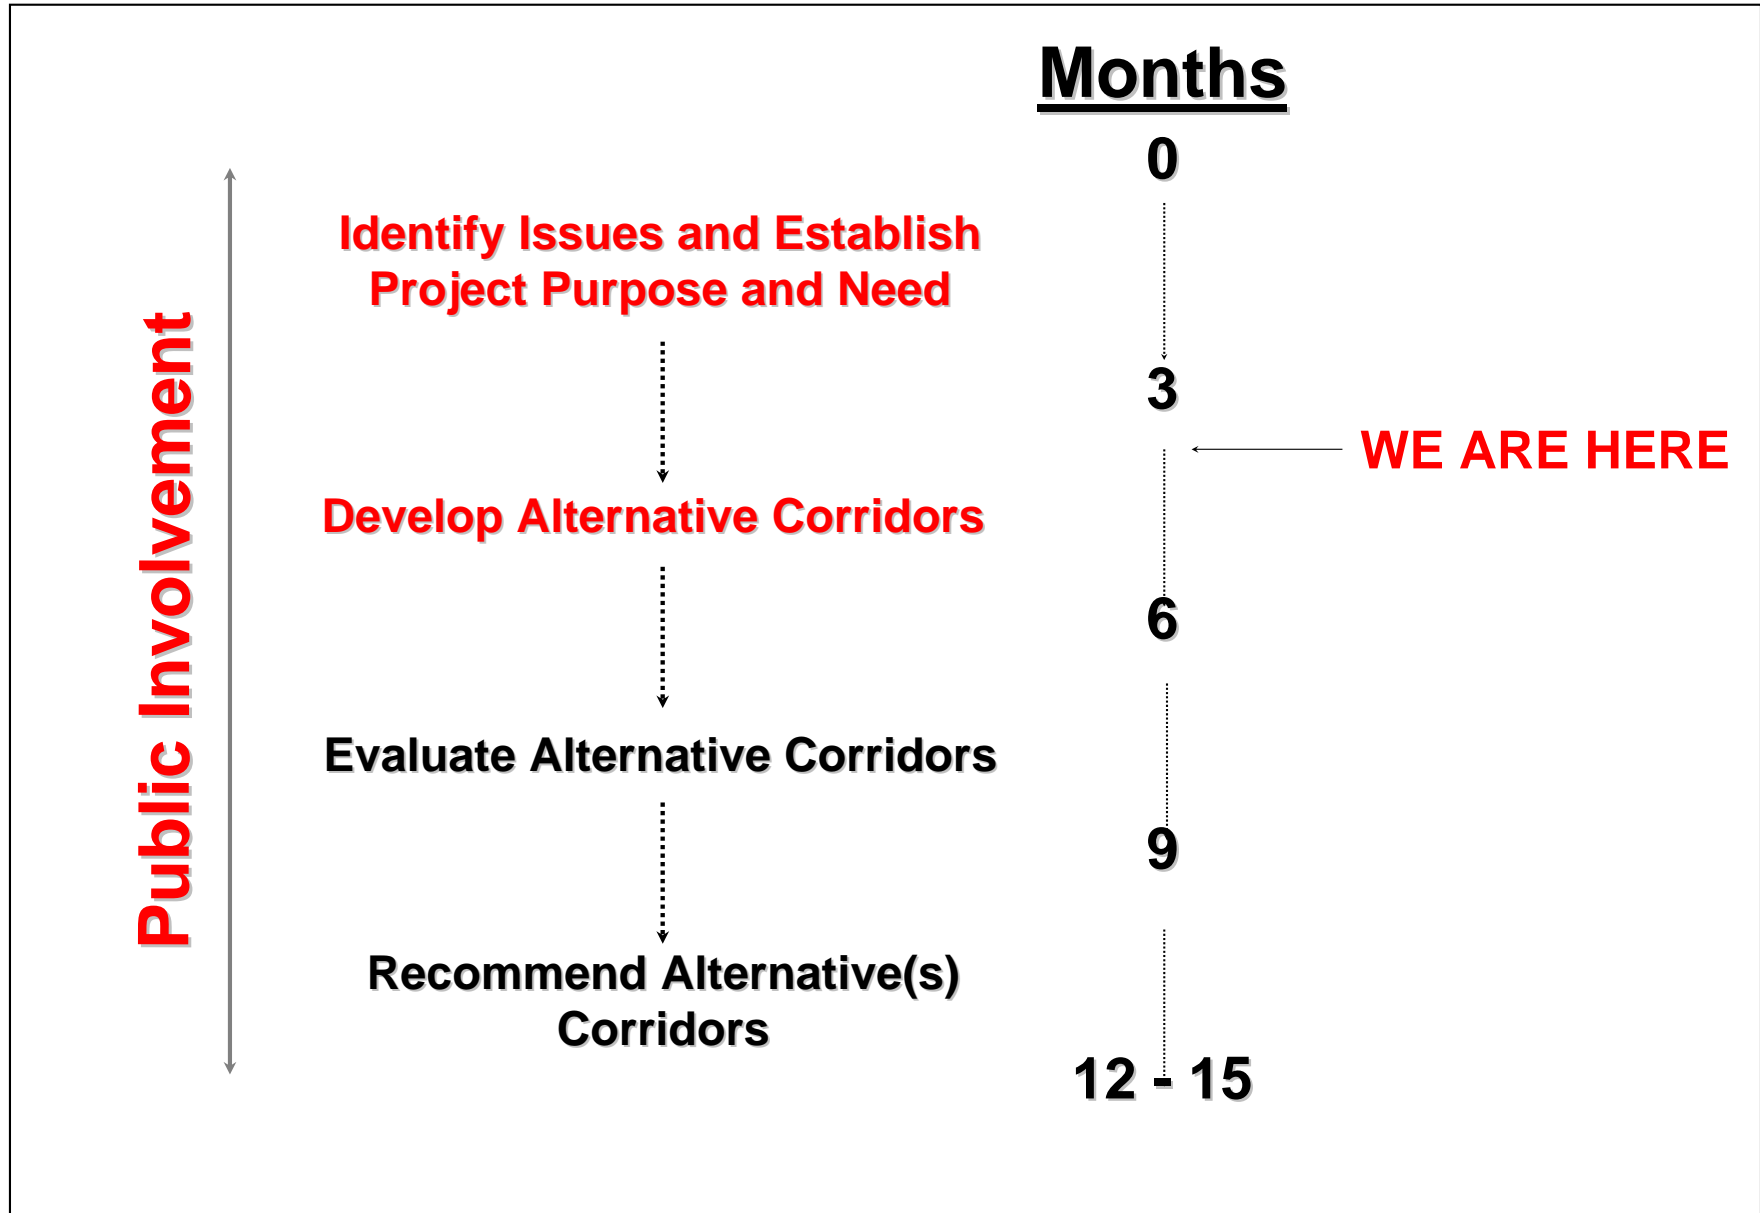 Months
0
Identify Issues and Establish
Project Purpose and Need
3
WE ARE HERE
Develop Alternative Corridors
6
Evaluate Alternative Corridors
9
Recommend Alternative(s)
Corridors
12 - 15
Public Involvement